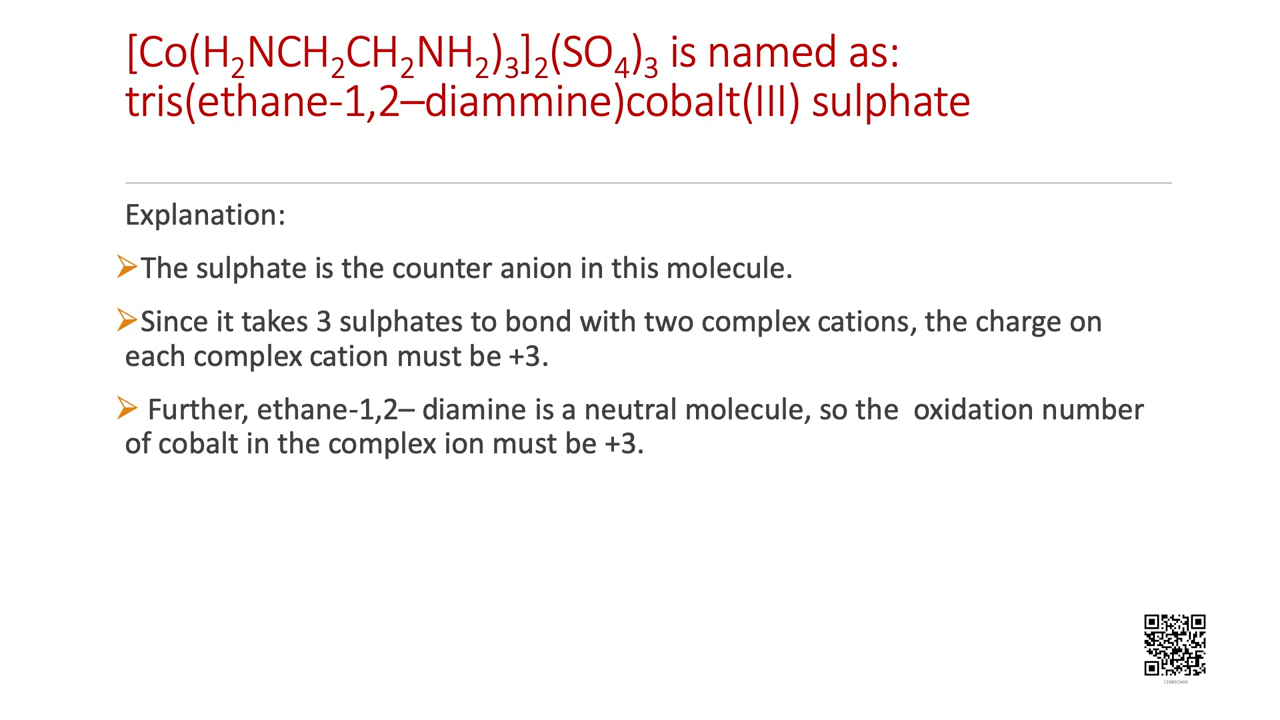 [Co(H₂NCH₂CH₂NH₂)₃]₂(SO₄)₃ is named as:
tris(ethane-1,2–diammine)cobalt(III) sulphate
Explanation:
➢The sulphate is the counter anion in this molecule.
➢Since it takes 3 sulphates to bond with two complex cations, the charge on
each complex cation must be +3.
➢ Further, ethane-1,2– diamine is a neutral molecule, so the oxidation number
of cobalt in the complex ion must be +3.